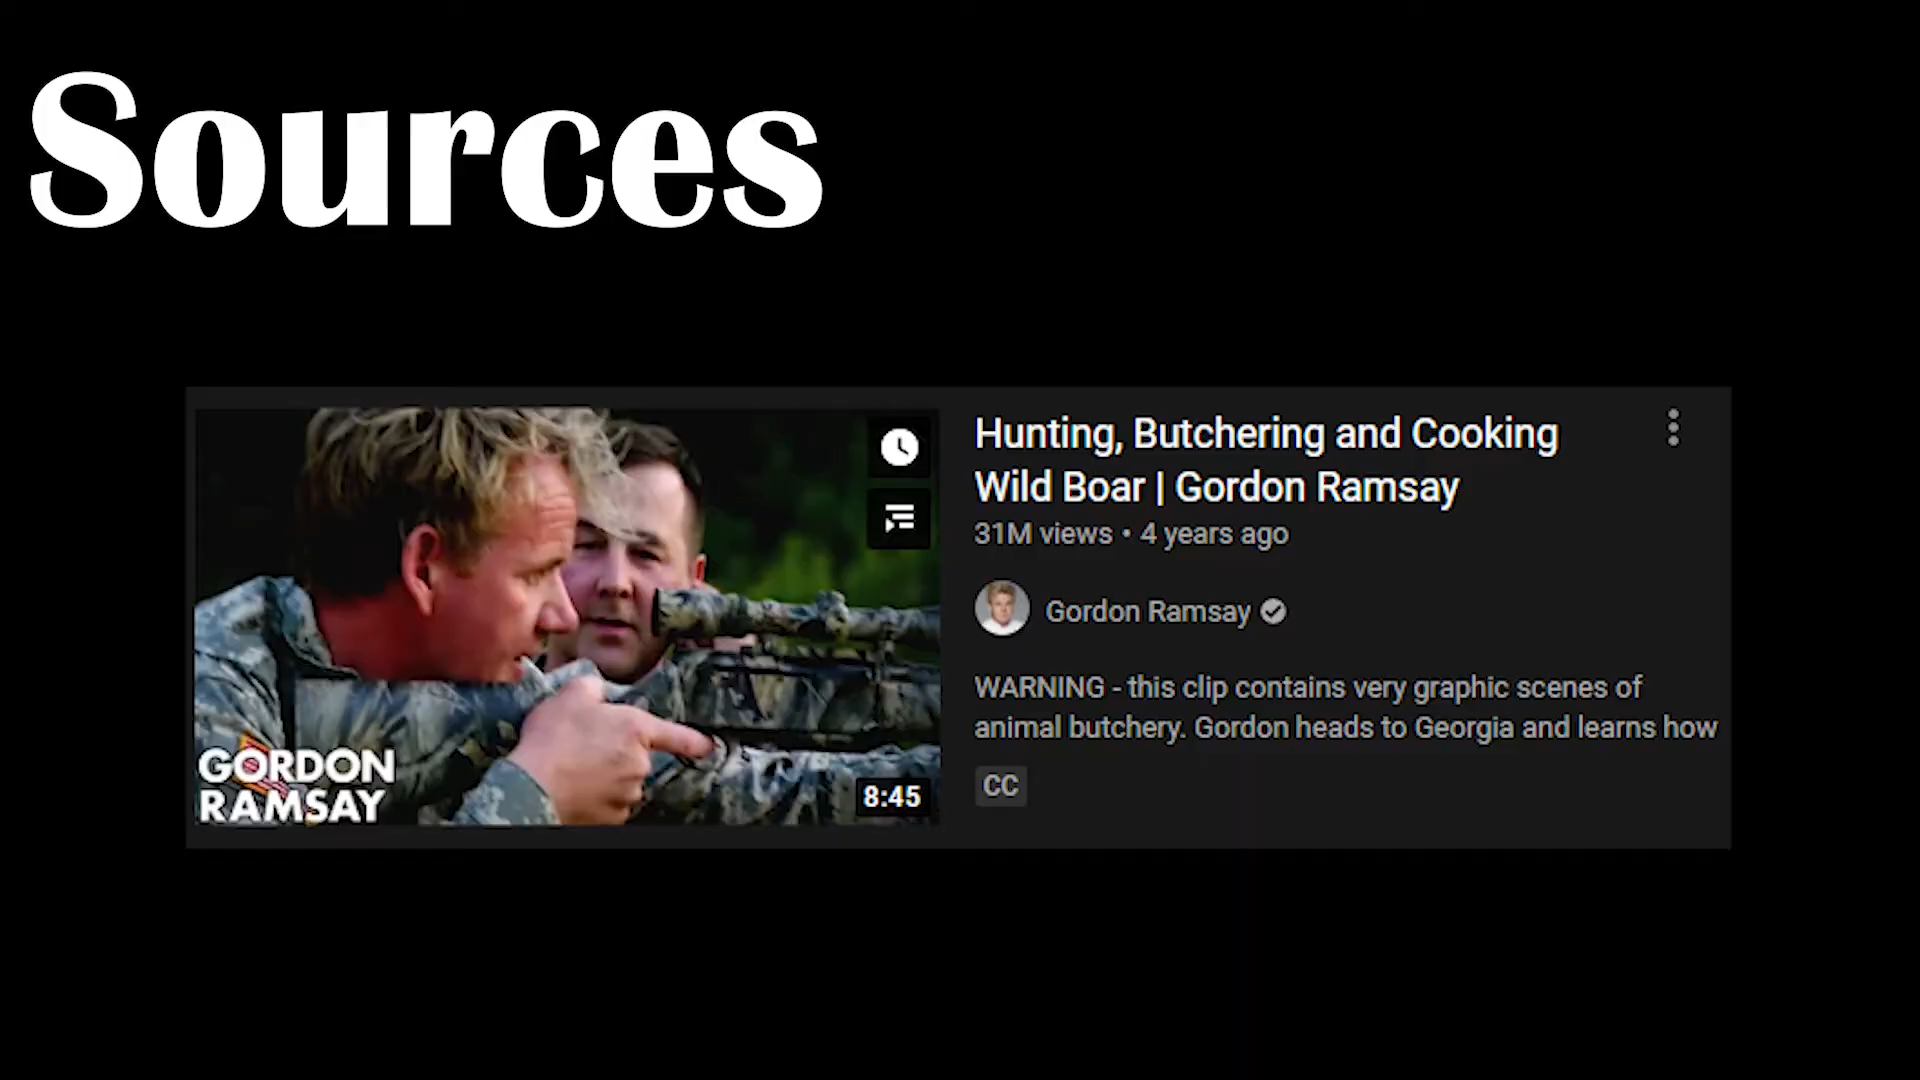 Sources
Hunting, Butchering and Cooking
Wild Boar | Gordon Ramsay
31M views • 4 years ago
Gordon Ramsay
WARNING - this clip contains very graphic scenes of
animal butchery. Gordon heads to Georgia and learns how
CC
GORDON
RAMSAY
8:45